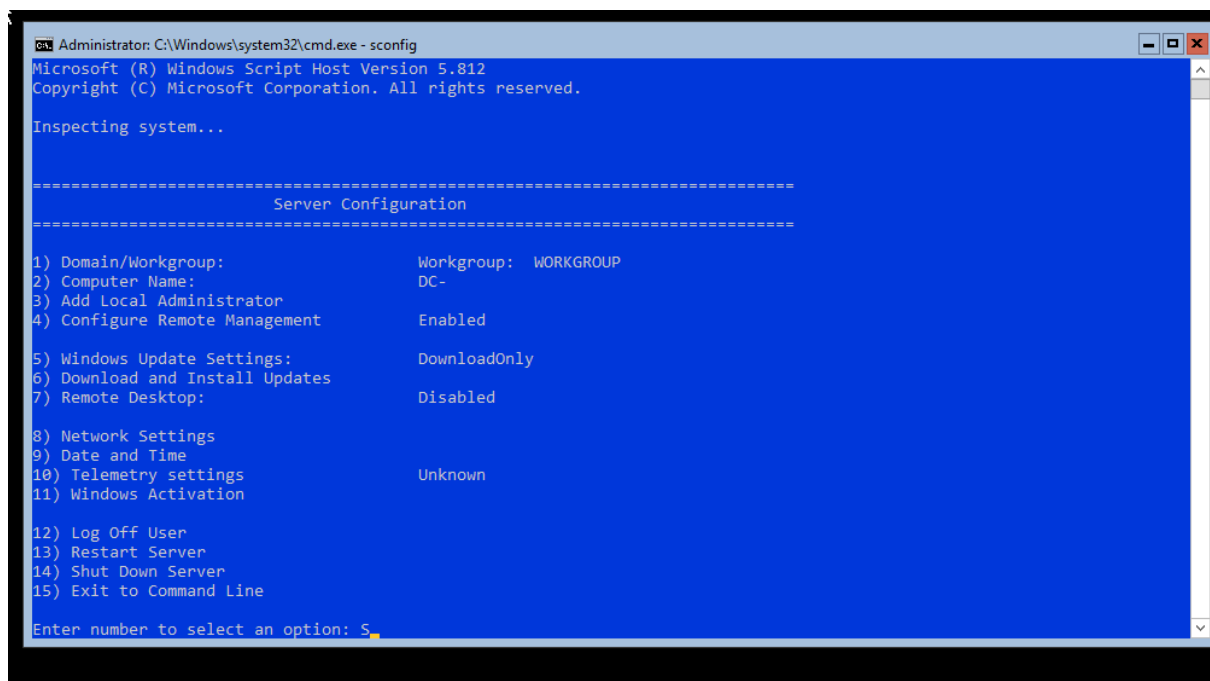 Administrator: C:\Windows\system32\cmd.exe - sconfig
Microsoft (R) Windows Script Host Version 5.812
Copyright (C) Microsoft Corporation. All rights reserved.
Inspecting system...
===============================================================================
Server Configuration
===============================================================================
1) Domain/Workgroup: Workgroup: WORKGROUP
2) Computer Name: DC-
3) Add Local Administrator
4) Configure Remote Management Enabled
5) Windows Update Settings: DownloadOnly
6) Download and Install Updates
7) Remote Desktop: Disabled
8) Network Settings
9) Date and Time
10) Telemetry settings Unknown
11) Windows Activation
12) Log Off User
13) Restart Server
14) Shut Down Server
15) Exit to Command Line
Enter number to select an option: S